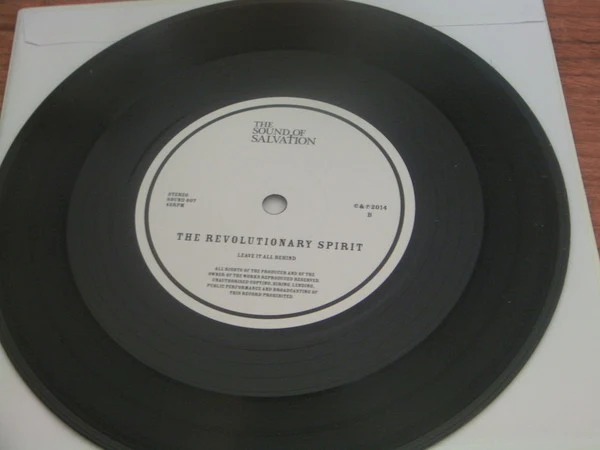 THE
SOUND OF
SALVATION
STEREO
SOUND 007
45RPM
℗ & © 2014
B
THE REVOLUTIONARY SPIRIT
LEAVE IT ALL BEHIND
ALL RIGHTS OF THE PRODUCER AND OF THE
OWNER OF THE WORKS REPRODUCED RESERVED
UNAUTHORISED COPYING, HIRING, LENDING,
PUBLIC PERFORMANCE AND BROADCASTING OF
THIS RECORD PROHIBITED